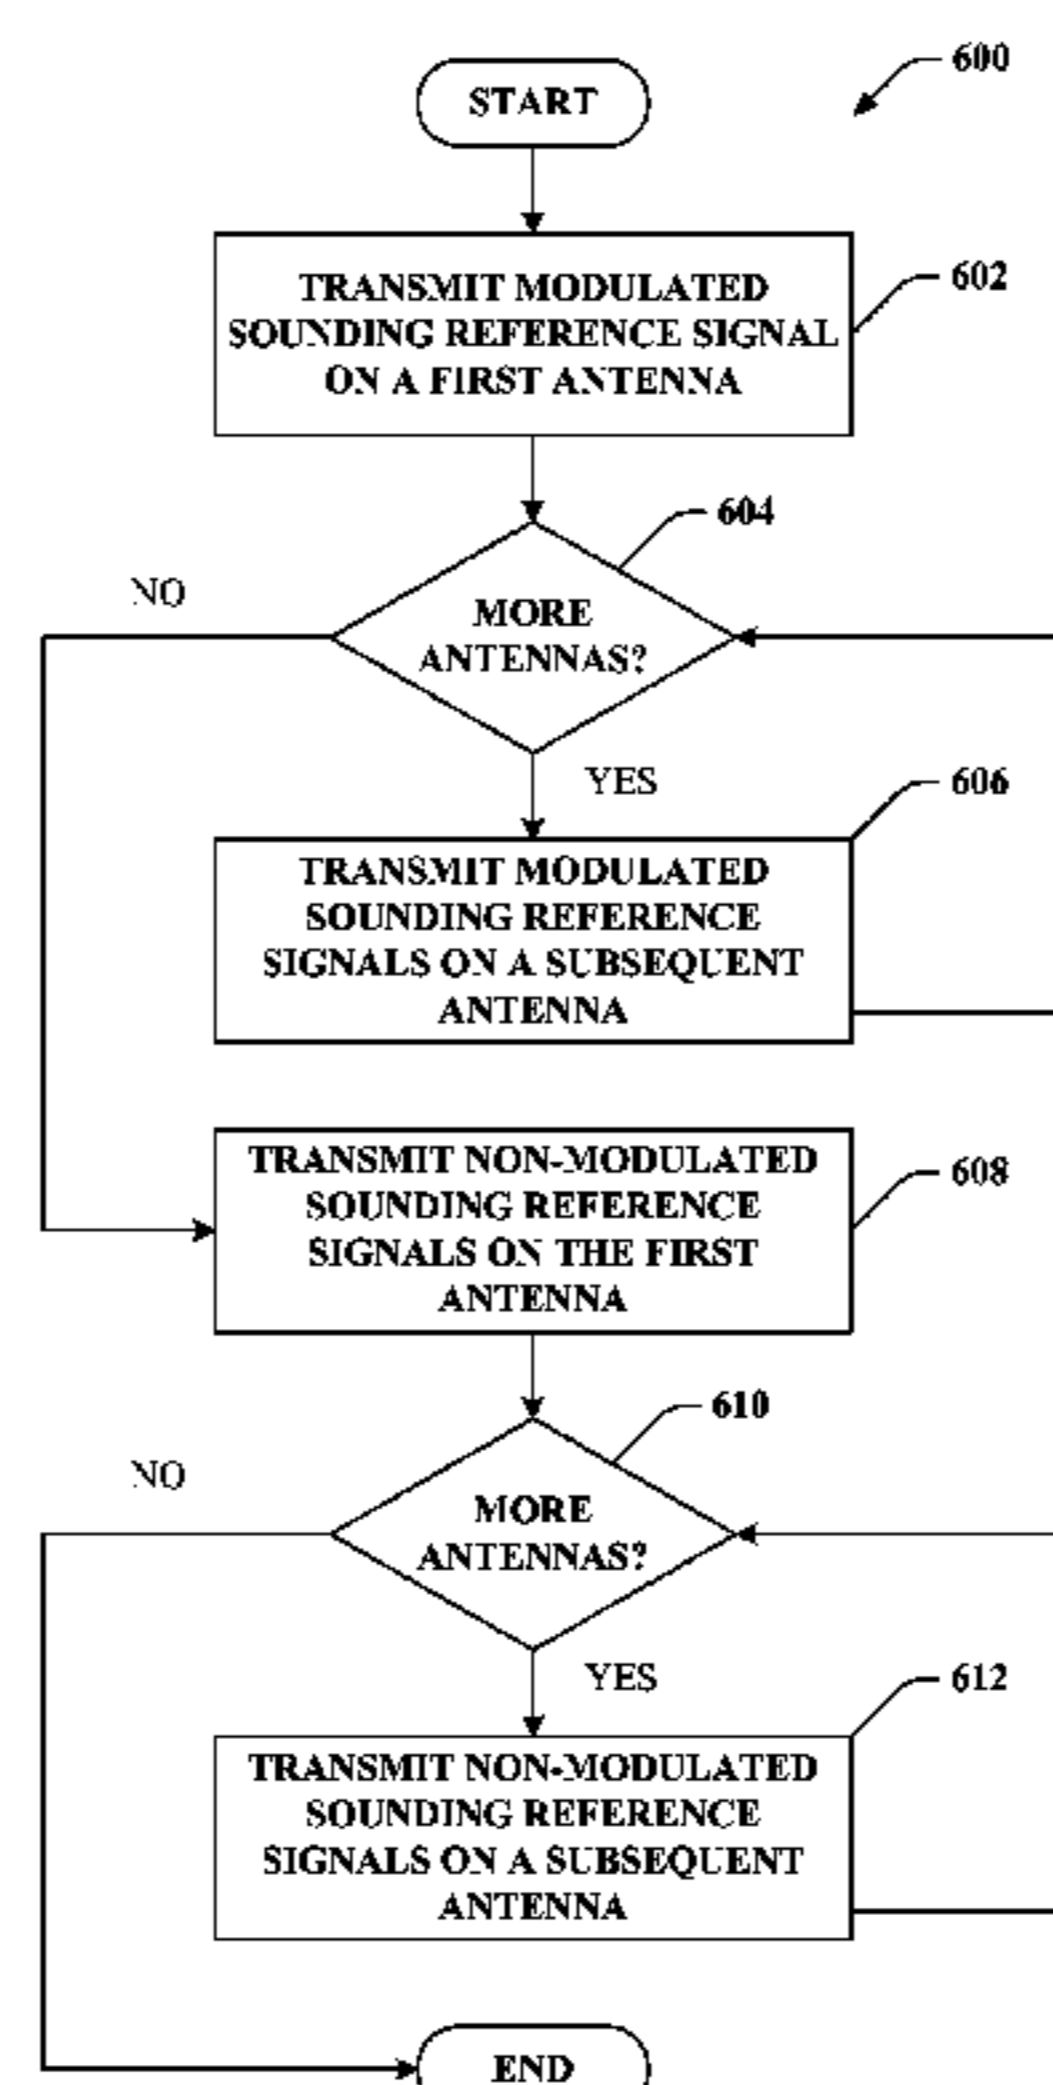 600
START
TRANSMIT MODULATED
SOUNDING REFERENCE SIGNAL
ON A FIRST ANTENNA
602
604
NO
MORE
ANTENNAS?
YES
606
TRANSMIT MODULATED
SOUNDING REFERENCE
SIGNALS ON A SUBSEQUENT
ANTENNA
TRANSMIT NON-MODULATED
SOUNDING REFERENCE
SIGNALS ON THE FIRST
ANTENNA
608
610
NO
MORE
ANTENNAS?
YES
612
TRANSMIT NON-MODULATED
SOUNDING REFERENCE
SIGNALS ON A SUBSEQUENT
ANTENNA
END